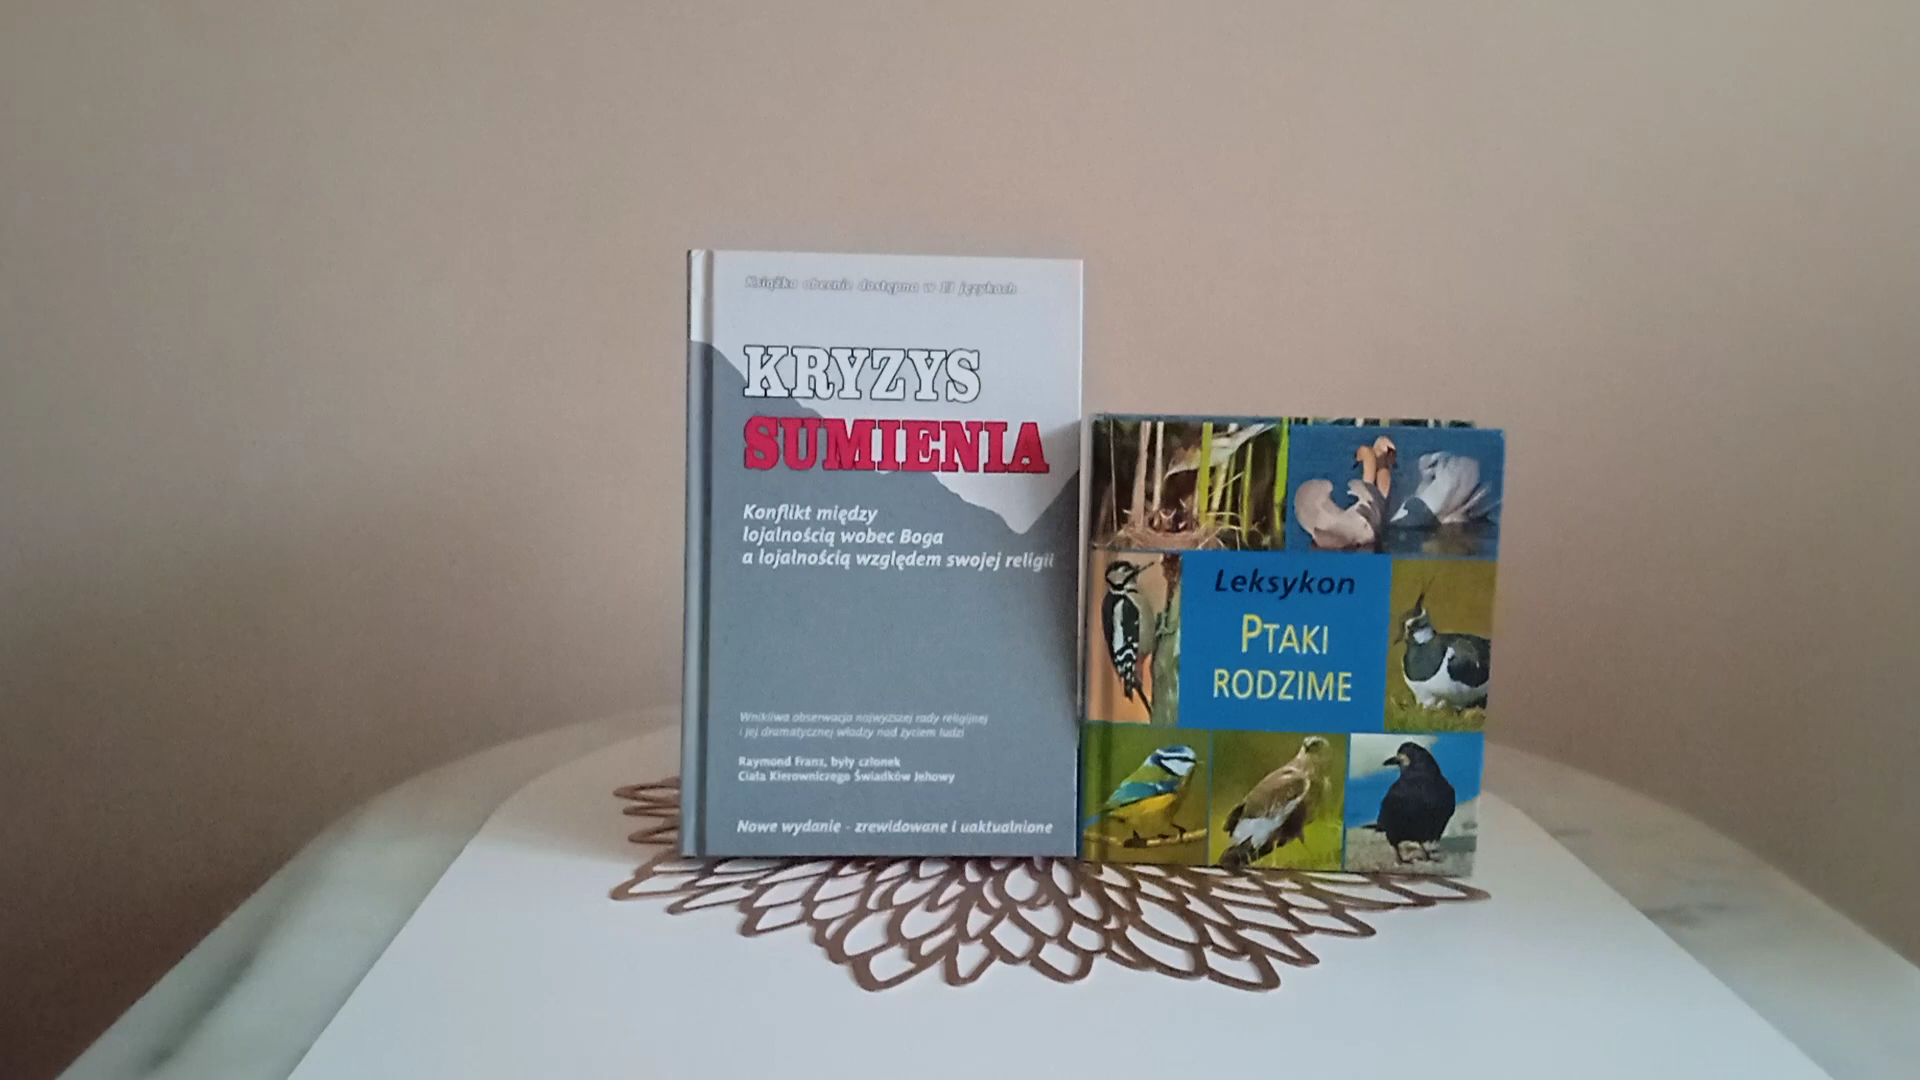 Książka obecnie dostępna w 13 językach
KRYZYS
SUMIENIA
Konflikt między
lojalnością wobec Boga
a lojalnością względem swojej religii
Wnikliwa obserwacja najwyższej rady religijnej
i jej dramatycznej władzy nad życiem ludzi
Raymond Franz, były członek
Ciała Kierowniczego Świadków Jehowy
Nowe wydanie - zrewidowane i uaktualnione
Leksykon
PTAKI
RODZIME